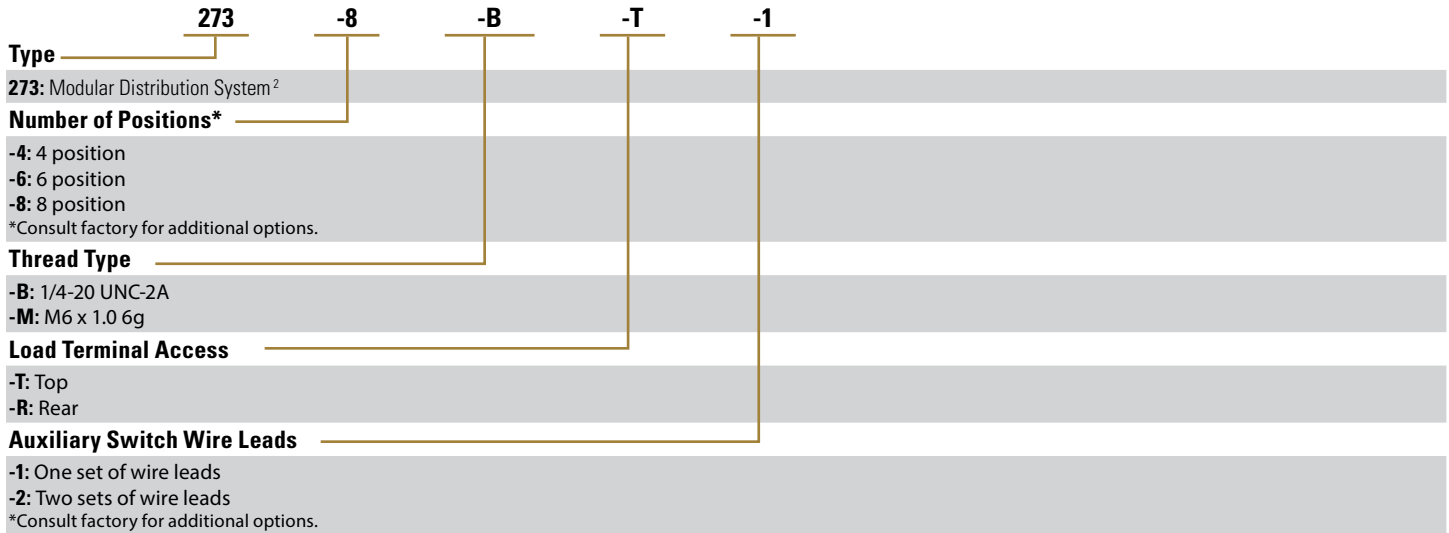 273 -8 -B -T -1
Type
273: Modular Distribution System 2
Number of Positions*
-4: 4 position
-6: 6 position
-8: 8 position
*Consult factory for additional options.
Thread Type
-B: 1/4-20 UNC-2A
-M: M6 x 1.0 6g
Load Terminal Access
-T: Top
-R: Rear
Auxiliary Switch Wire Leads
-1: One set of wire leads
-2: Two sets of wire leads
*Consult factory for additional options.